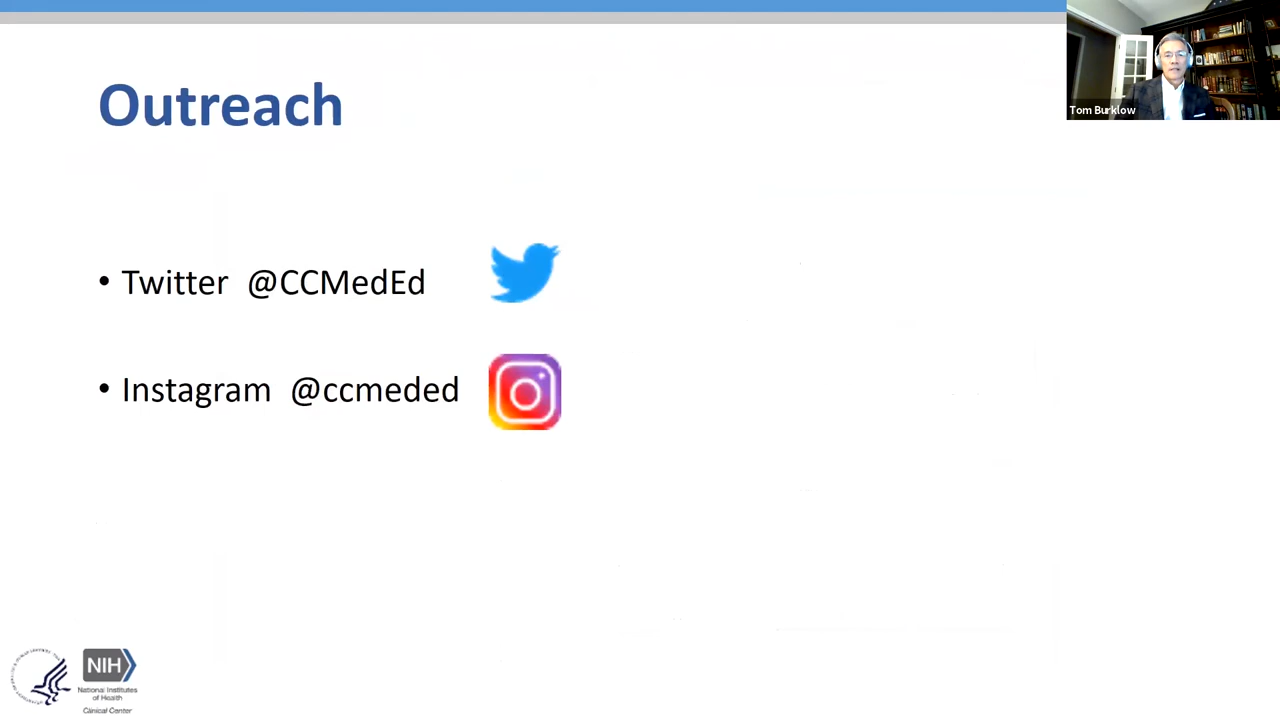 Outreach
Tom Burklow
• Twitter @CCMedEd
• Instagram @ccmeded
NIH
National Institutes
of Health
Clinical Center